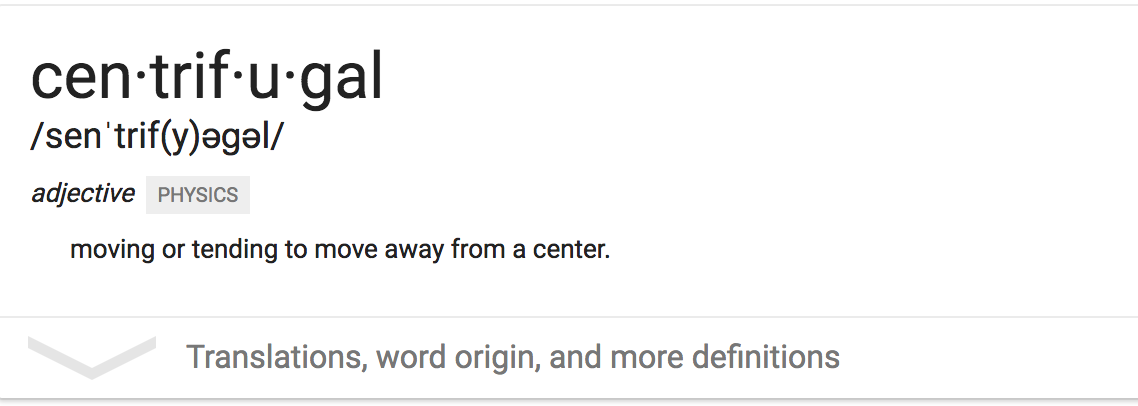 cen·trif·u·gal
/senˈtrif(y)əgəl/
adjective PHYSICS
moving or tending to move away from a center.
Translations, word origin, and more definitions